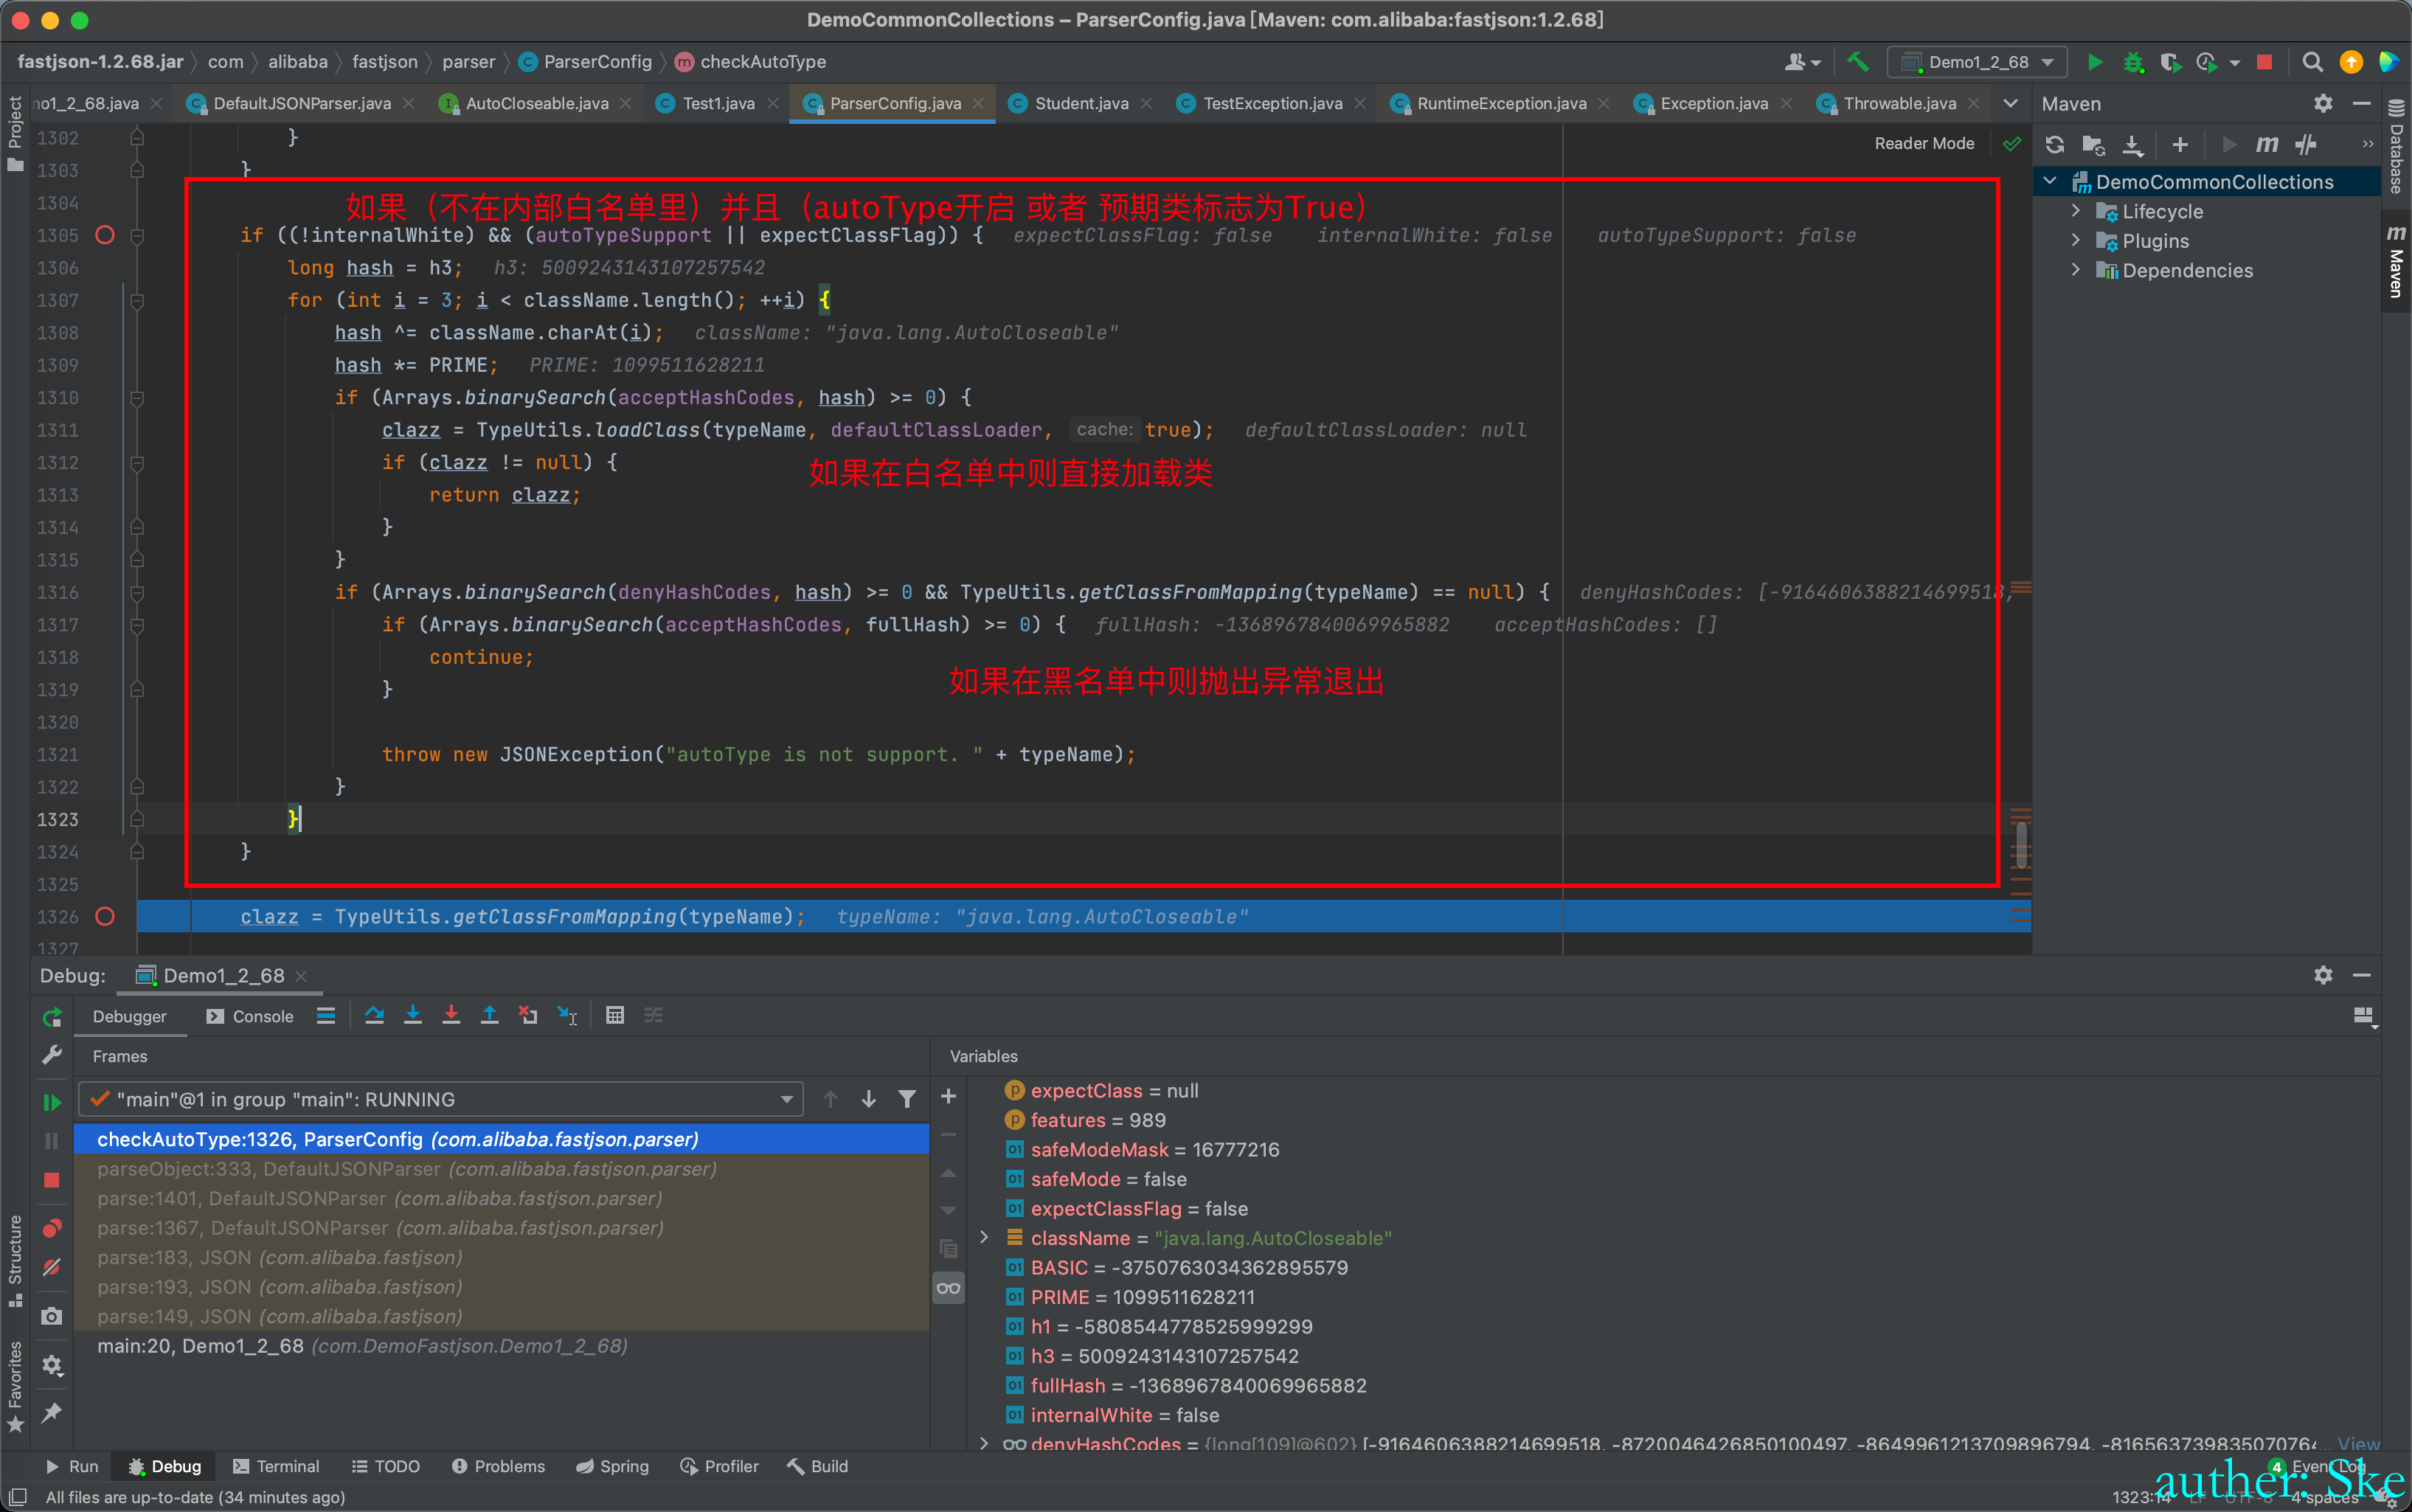 DemoCommonCollections – ParserConfig.java [Maven: com.alibaba:fastjson:1.2.68]
fastjson-1.2.68.jar com alibaba fastjson parser ParserConfig checkAutoType
Demo1_2_68
no1_2_68.java DefaultJSONParser.java AutoCloseable.java Test1.java ParserConfig.java Student.java TestException.java RuntimeException.java Exception.java Throwable.java
Maven
Project
Database
Maven
Reader Mode
DemoCommonCollections
Lifecycle
Plugins
Dependencies
1302 }
1303 }
1304 如果（不在内部白名单里）并且（autoType开启 或者 预期类标志为True）
1305 if ((!internalWhite) && (autoTypeSupport || expectClassFlag)) { expectClassFlag: false internalWhite: false autoTypeSupport: false
1306 long hash = h3; h3: 5009243143107257542
1307 for (int i = 3; i < className.length(); ++i) {
1308 hash ^= className.charAt(i); className: "java.lang.AutoCloseable"
1309 hash *= PRIME; PRIME: 1099511628211
1310 if (Arrays.binarySearch(acceptHashCodes, hash) >= 0) {
1311 clazz = TypeUtils.loadClass(typeName, defaultClassLoader, cache: true); defaultClassLoader: null
1312 if (clazz != null) {
如果在白名单中则直接加载类
1313 return clazz;
1314 }
1315 }
1316 if (Arrays.binarySearch(denyHashCodes, hash) >= 0 && TypeUtils.getClassFromMapping(typeName) == null) { denyHashCodes: [-9164606388214699518,
1317 if (Arrays.binarySearch(acceptHashCodes, fullHash) >= 0) { fullHash: -1368967840069965882 acceptHashCodes: []
1318 continue;
如果在黑名单中则抛出异常退出
1319 }
1320
1321 throw new JSONException("autoType is not support. " + typeName);
1322 }
1323 }
1324 }
1325
1326 clazz = TypeUtils.getClassFromMapping(typeName); typeName: "java.lang.AutoCloseable"
1327
Debug: Demo1_2_68
Debugger Console
Frames
Variables
"main"@1 in group "main": RUNNING
checkAutoType:1326, ParserConfig (com.alibaba.fastjson.parser)
parseObject:333, DefaultJSONParser (com.alibaba.fastjson.parser)
parse:1401, DefaultJSONParser (com.alibaba.fastjson.parser)
parse:1367, DefaultJSONParser (com.alibaba.fastjson.parser)
parse:183, JSON (com.alibaba.fastjson)
parse:193, JSON (com.alibaba.fastjson)
parse:149, JSON (com.alibaba.fastjson)
main:20, Demo1_2_68 (com.DemoFastjson.Demo1_2_68)
expectClass = null
features = 989
safeModeMask = 16777216
safeMode = false
expectClassFlag = false
className = "java.lang.AutoCloseable"
BASIC = -3750763034362895579
PRIME = 1099511628211
h1 = -5808544778525999299
h3 = 5009243143107257542
fullHash = -1368967840069965882
internalWhite = false
denyHashCodes = {long[109]@602} [-9164606388214699518, -8720046426850100497, -8649961213709896794, -816563739835070764... View
Structure
Favorites
Run Debug Terminal TODO Problems Spring Profiler Build
4 Event Log
auther: Ske
All files are up-to-date (34 minutes ago)
1323:14 LF UTF-8 4 spaces